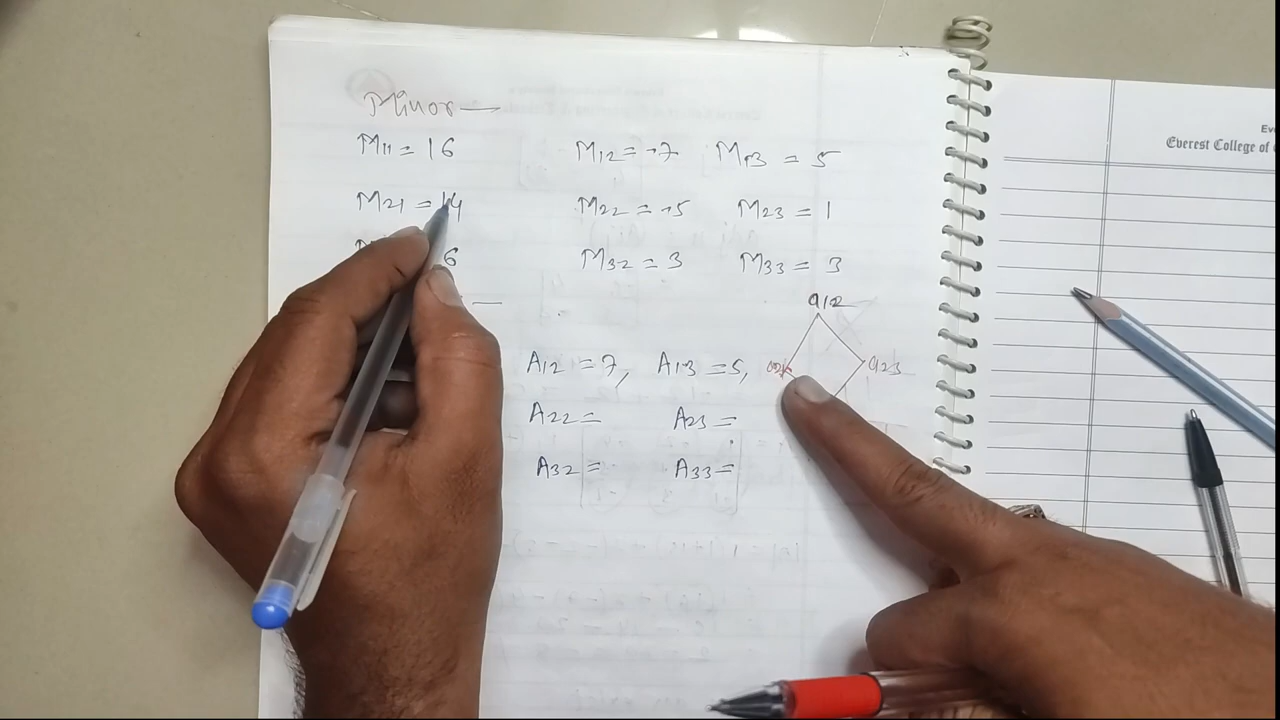 Minor —
M11 = 16 M12 = -7 M13 = 5
M21 = 14 M22 = -5 M23 = 1
6 M32 = 3 M33 = 3
a12
A12 = 7, A13 = 5, a23
A22 = A23 =
A32 = A33 =
Everest College of